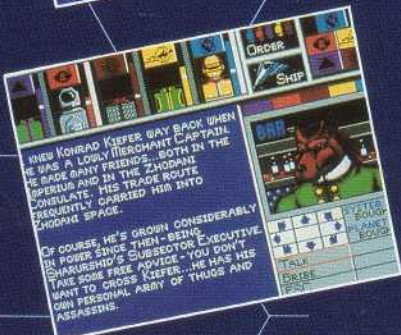 ORDER
SHIP
I KNEW KONRAD KIEFER WAY BACK WHEN
HE WAS A LOWLY MERCHANT CAPTAIN.
HE MADE MANY FRIENDS...BOTH IN THE
IMPERIUM AND IN THE ZHODANI
CONSULATE. HIS TRADE ROUTE
FREQUENTLY CARRIED HIM INTO
ZHODANI SPACE.
OF COURSE, HE'S GROWN CONSIDERABLY
IN POWER SINCE THEN - BEING
SHARURSHID'S SUBSECTOR EXECUTIVE.
TAKE SOME FREE ADVICE - YOU DON'T
WANT TO CROSS KIEFER...HE HAS HIS
OWN PERSONAL ARMY OF THUGS AND
ASSASSINS.
BAR
SYSTEM
BOUGH
PLANET
BOUGH
TALK
BRIBE